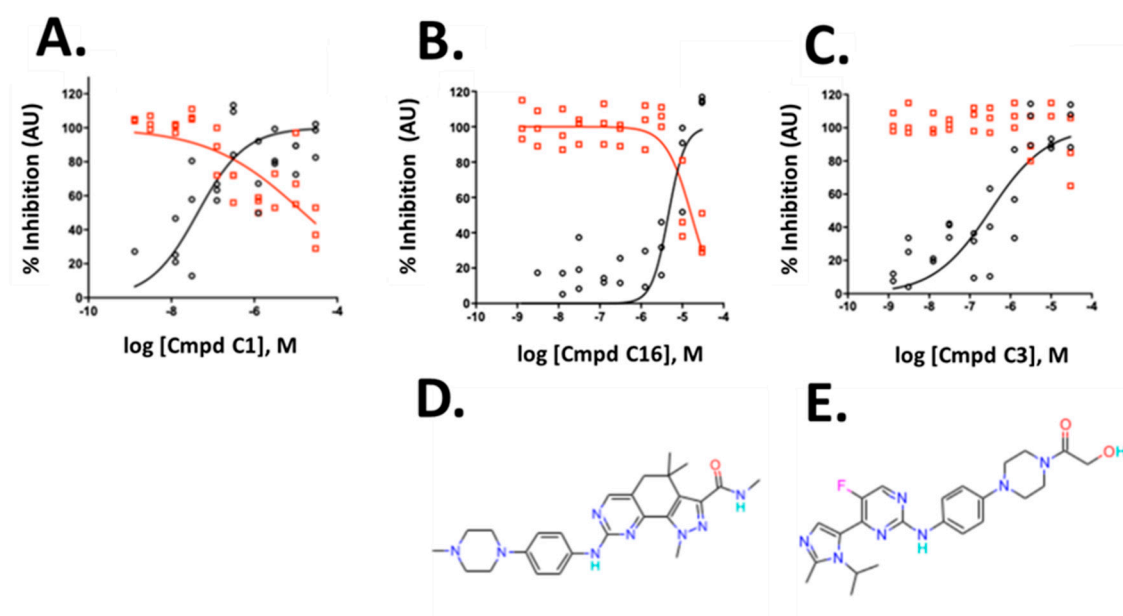 A.
B.
C.
% Inhibition (AU)
120
100
80
60
40
20
0
-10
-8
-6
-4
log [Cmpd C1], M
% Inhibition (AU)
120
100
80
60
40
20
0
-10
-9
-8
-7
-6
-5
-4
log [Cmpd C16], M
% Inhibition (AU)
120
100
80
60
40
20
0
-10
-9
-8
-7
-6
-5
-4
log [Cmpd C3], M
D.
E.
O
N
H
N
N
N
N
N
N
N
N
H
O
O
H
N
N
F
N
N
N
H
N
N